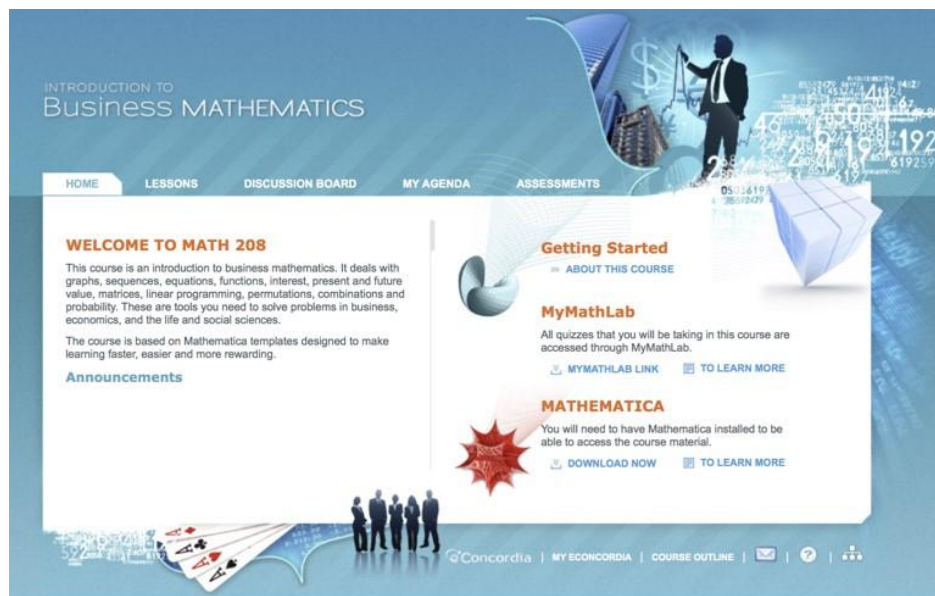 INTRODUCTION TO
Business MATHEMATICS
HOME LESSONS DISCUSSION BOARD MY AGENDA ASSESSMENTS
WELCOME TO MATH 208
This course is an introduction to business mathematics. It deals with
graphs, sequences, equations, functions, interest, present and future
value, matrices, linear programming, permutations, combinations and
probability. These are tools you need to solve problems in business,
economics, and the life and social sciences.
The course is based on Mathematica templates designed to make
learning faster, easier and more rewarding.
Announcements
Getting Started
ABOUT THIS COURSE
MyMathLab
All quizzes that you will be taking in this course are
accessed through MyMathLab.
MYMATHLAB LINK TO LEARN MORE
MATHEMATICA
You will need to have Mathematica installed to be
able to access the course material.
DOWNLOAD NOW TO LEARN MORE
eConcordia | MY ECONCORDIA | COURSE OUTLINE | | ? |